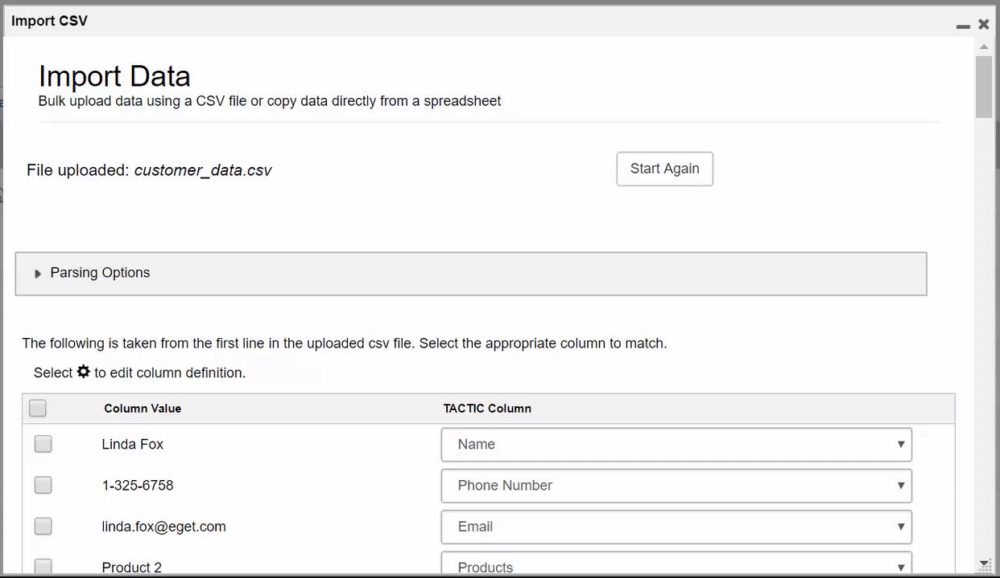 Import CSV
Import Data
Bulk upload data using a CSV file or copy data directly from a spreadsheet
File uploaded: customer_data.csv
Start Again
Parsing Options
The following is taken from the first line in the uploaded csv file. Select the appropriate column to match.
Select to edit column definition.
Column Value TACTIC Column
Linda Fox Name
1-325-6758 Phone Number
linda.fox@eget.com Email
Product 2 Products